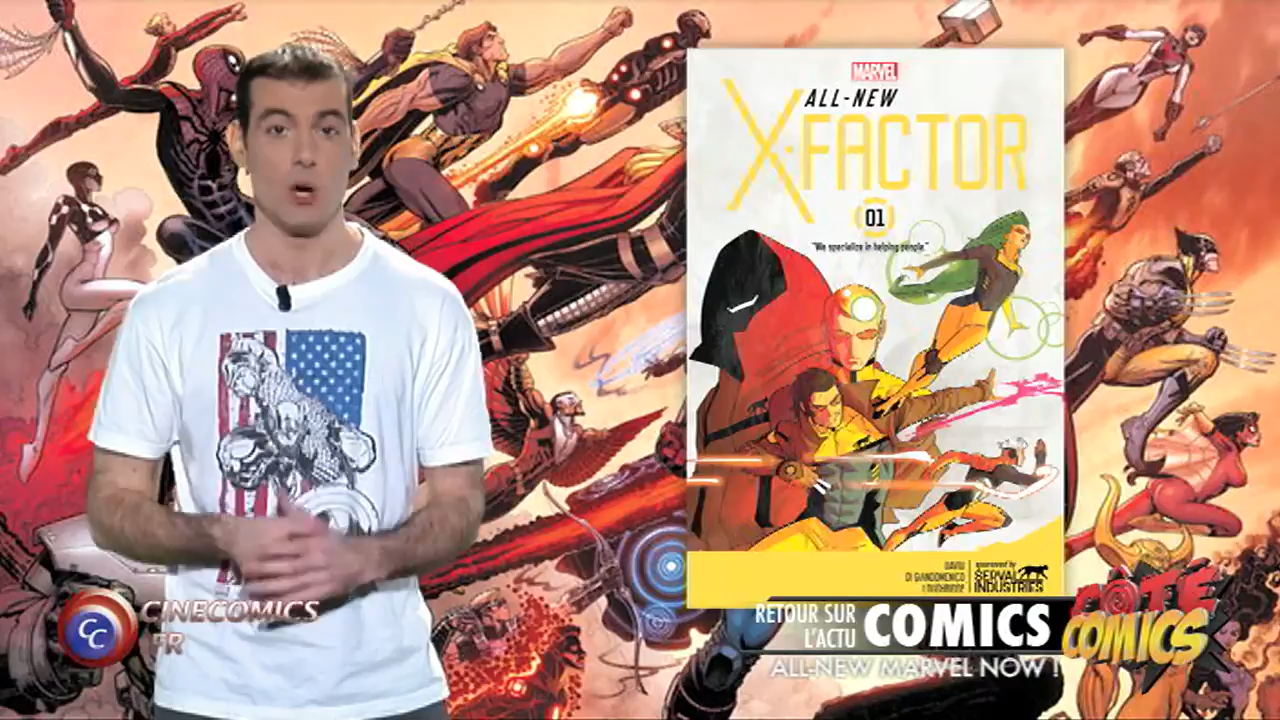 MARVEL
ALL-NEW
X-FACTOR
01
"We specialize in helping people."
DAVID
DI GIANDOMENICO
sponsored by
SERVAL
INDUSTRIES
RETOUR SUR
L'ACTU
COMICS
ALL-NEW MARVEL NOW !
CÔTÉ
COMICS
CC
CINECOMICS
FR